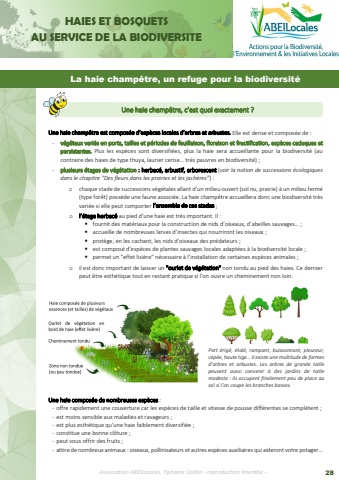 HAIES ET BOSQUETS
AU SERVICE DE LA BIODIVERSITE
ABEILocales
Actions pour la Biodiversité,
l'Environnement & les Initiatives Locales
La haie champêtre, un refuge pour la biodiversité
Une haie champêtre, c'est quoi exactement ?
Une haie champêtre est composée d'espèces locales d'arbres et arbustes. Elle est dense et composée de :
- végétaux variés en ports, tailles et périodes de feuillaison, floraison et fructification, espèces caduques et
persistantes. Plus les espèces sont diversifiées, plus la haie sera accueillante pour la biodiversité (au
contraire des haies de type thuya, laurier cerise... très pauvres en biodiversité) ;
- plusieurs étages de végétation : herbacé, arbustif, arborescent (voir la notion de successions écologiques
dans le chapitre "Des fleurs dans les prairies et les jachères") :
o chaque stade de successions végétales allant d'un milieu ouvert (sol nu, prairie) à un milieu fermé
(type forêt) possède une faune associée. La haie champêtre accueillera donc une biodiversité très
variée si elle peut comporter l'ensemble de ces stades ;
o l'étage herbacé au pied d'une haie est très important. Il :
▪ fournit des matériaux pour la construction de nids d'oiseaux, d'abeilles sauvages... ;
▪ accueille de nombreuses larves d'insectes qui nourriront les oiseaux ;
▪ protège, en les cachant, les nids d'oiseaux des prédateurs ;
▪ est composé d'espèces de plantes sauvages locales adaptées à la biodiversité locale ;
▪ permet un "effet lisière" nécessaire à l'installation de certaines espèces animales ;
o il est donc important de laisser un "ourlet de végétation" non tondu au pied des haies. Ce dernier
peut être esthétique tout en restant pratique si l'on ouvre un cheminement non loin.
Haie composée de plusieurs
essences (et tailles) de végétaux
Ourlet de végétation en
bord de haie (effet lisière)
Cheminement tondu
Zone non tondue
(ou peu tondue)
Port érigé, étalé, rampant, buissonnant, pleureur,
cépée, haute tige... Il existe une multitude de formes
d'arbres et arbustes. Les arbres de grande taille
peuvent aussi convenir à des jardins de taille
modeste : ils occupent finalement peu de place au
sol si l'on coupe les branches basses.
Une haie composée de nombreuses espèces :
- offre rapidement une couverture car les espèces de taille et vitesse de pousse différentes se complètent ;
- est moins sensible aux maladies et ravageurs ;
- est plus esthétique qu'une haie faiblement diversifiée ;
- constitue une bonne clôture ;
- peut vous offrir des fruits ;
- attire de nombreux animaux : oiseaux, pollinisateurs et autres espèces auxiliaires qui aideront votre potager...
Association ABEILocales, Tiphanie Daillot - reproduction interdite -
28